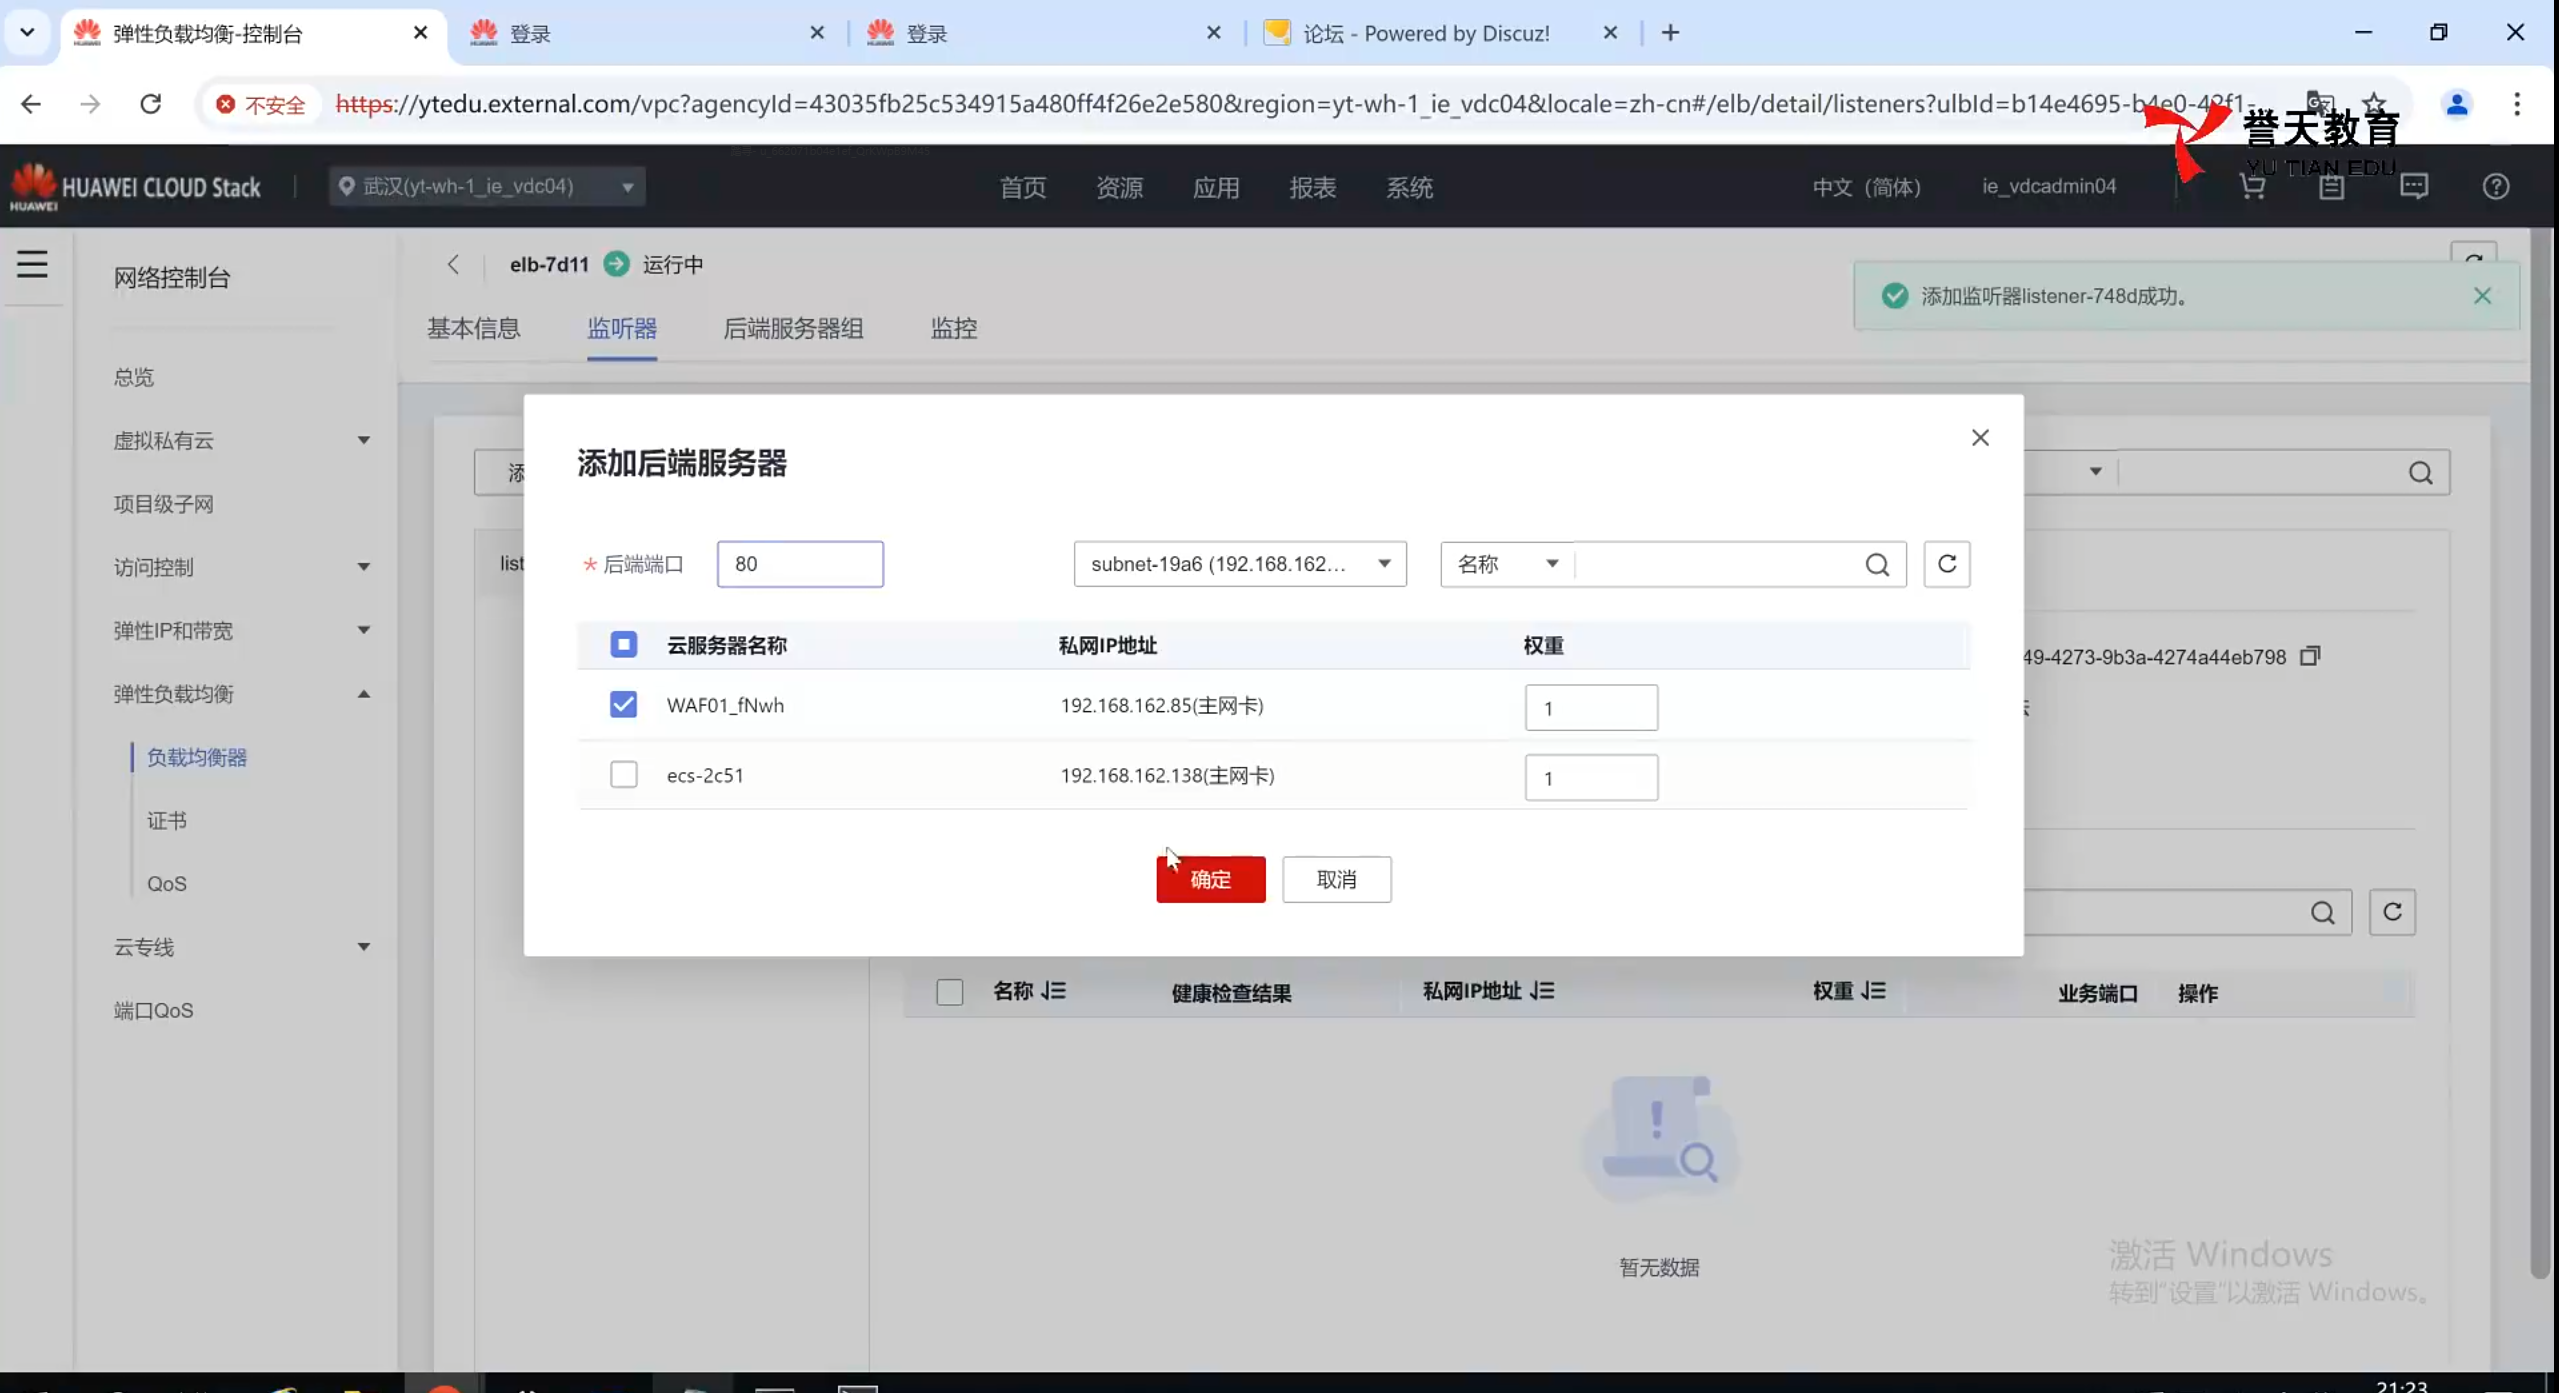 弹性负载均衡-控制台
登录
登录
论坛 - Powered by Discuz!
不安全
https://ytedu.external.com/vpc?agencyId=43035fb25c534915a480ff4f26e2e580&region=yt-wh-1_ie_vdc04&locale=zh-cn#/elb/detail/listeners?ulbId=b14e4695-b4e0-42f1-
誉天教育
YU TIAN EDU
HUAWEI
HUAWEI CLOUD Stack
武汉(yt-wh-1_ie_vdc04)
首页
资源
应用
报表
系统
中文（简体）
ie_vdcadmin04
网络控制台
总览
虚拟私有云
项目级子网
访问控制
弹性IP和带宽
弹性负载均衡
负载均衡器
证书
QoS
云专线
端口QoS
elb-7d11
运行中
基本信息
监听器
后端服务器组
监控
添加监听器listener-748d成功。
添
list
添加后端服务器
* 后端端口
80
subnet-19a6 (192.168.162...
名称
云服务器名称 私网IP地址 权重
WAF01_fNwh 192.168.162.85(主网卡) 1
ecs-2c51 192.168.162.138(主网卡) 1
确定
取消
49-4273-9b3a-4274a44eb798
名称 健康检查结果 私网IP地址 权重 业务端口 操作
暂无数据
激活 Windows
转到“设置”以激活 Windows。
21:23